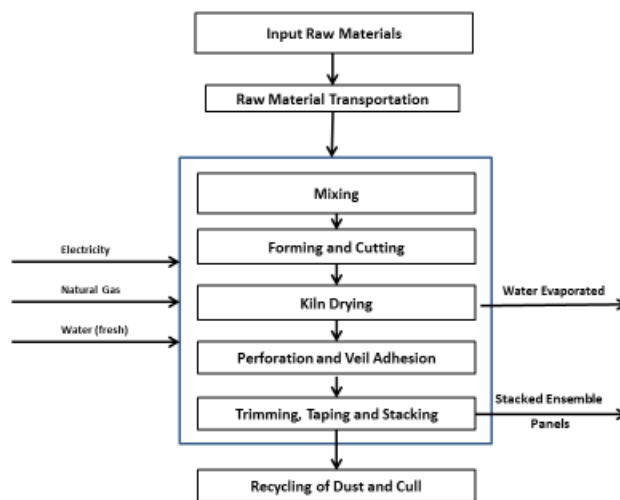 Input Raw Materials
Raw Material Transportation
Mixing
Forming and Cutting
Electricity
Natural Gas
Kiln Drying
Water Evaporated
Water (fresh)
Perforation and Veil Adhesion
Trimming, Taping and Stacking
Stacked Ensemble
Panels
Recycling of Dust and Cull